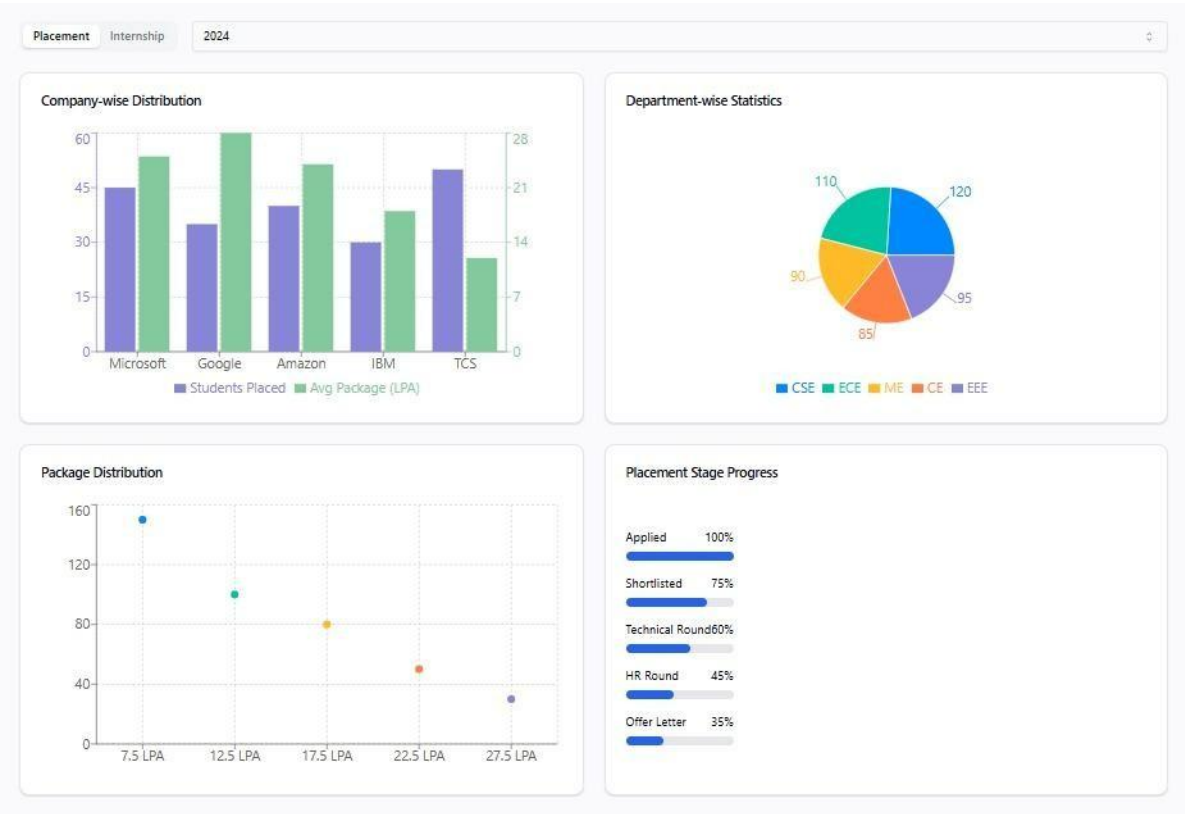 Placement Internship 2024
Company-wise Distribution
60 28
45 21
30 14
15 7
0 0
Microsoft Google Amazon IBM TCS
Students Placed Avg Package (LPA)
Department-wise Statistics
110 120
90 95
85
CSE ECE ME CE EEE
Package Distribution
160
120
80
40
0
7.5 LPA 12.5 LPA 17.5 LPA 22.5 LPA 27.5 LPA
Placement Stage Progress
Applied 100%
Shortlisted 75%
Technical Round60%
HR Round 45%
Offer Letter 35%